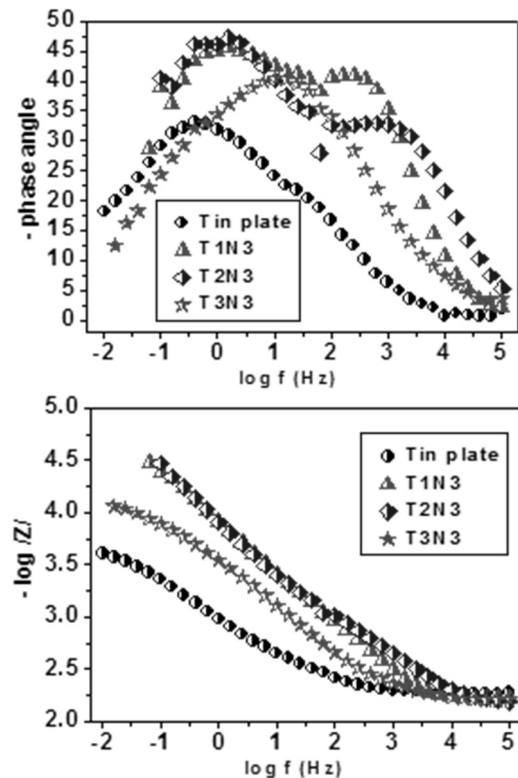 50
45
40
35
30
25
20
15
10
5
0
- phase angle
Tin plate
T1N3
T2N3
T3N3
-2 -1 0 1 2 3 4 5
log f (Hz)
5.0
4.5
4.0
3.5
3.0
2.5
2.0
- log /Z/
Tin plate
T1N3
T2N3
T3N3
-2 -1 0 1 2 3 4 5
log f (Hz)